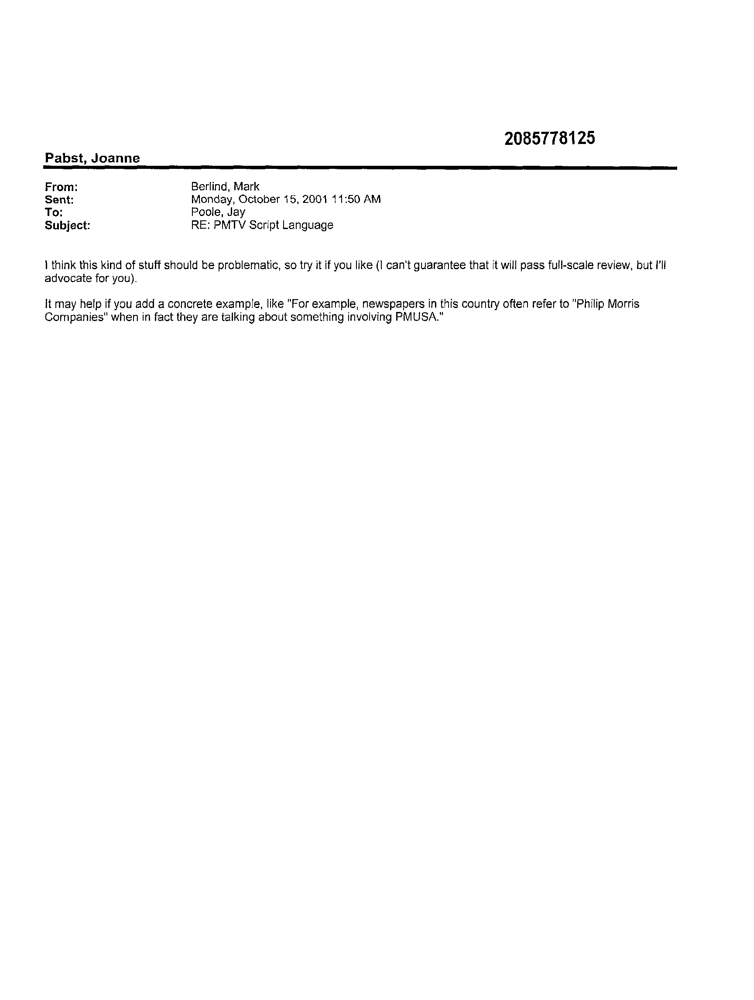 2085778125
Pabst, Joanne
From: Berlind, Mark
Sent: Monday, October 15, 2001 11:50 AM
To: Poole, Jay
Subject: RE: PMTV Script Language
I think this kind of stuff should be problematic, so try it if you like (I can't guarantee that it will pass full-scale review, but I'll
advocate for you).
It may help if you add a concrete example, like "For example, newspapers in this country often refer to "Philip Morris
Companies" when in fact they are talking about something involving PMUSA."